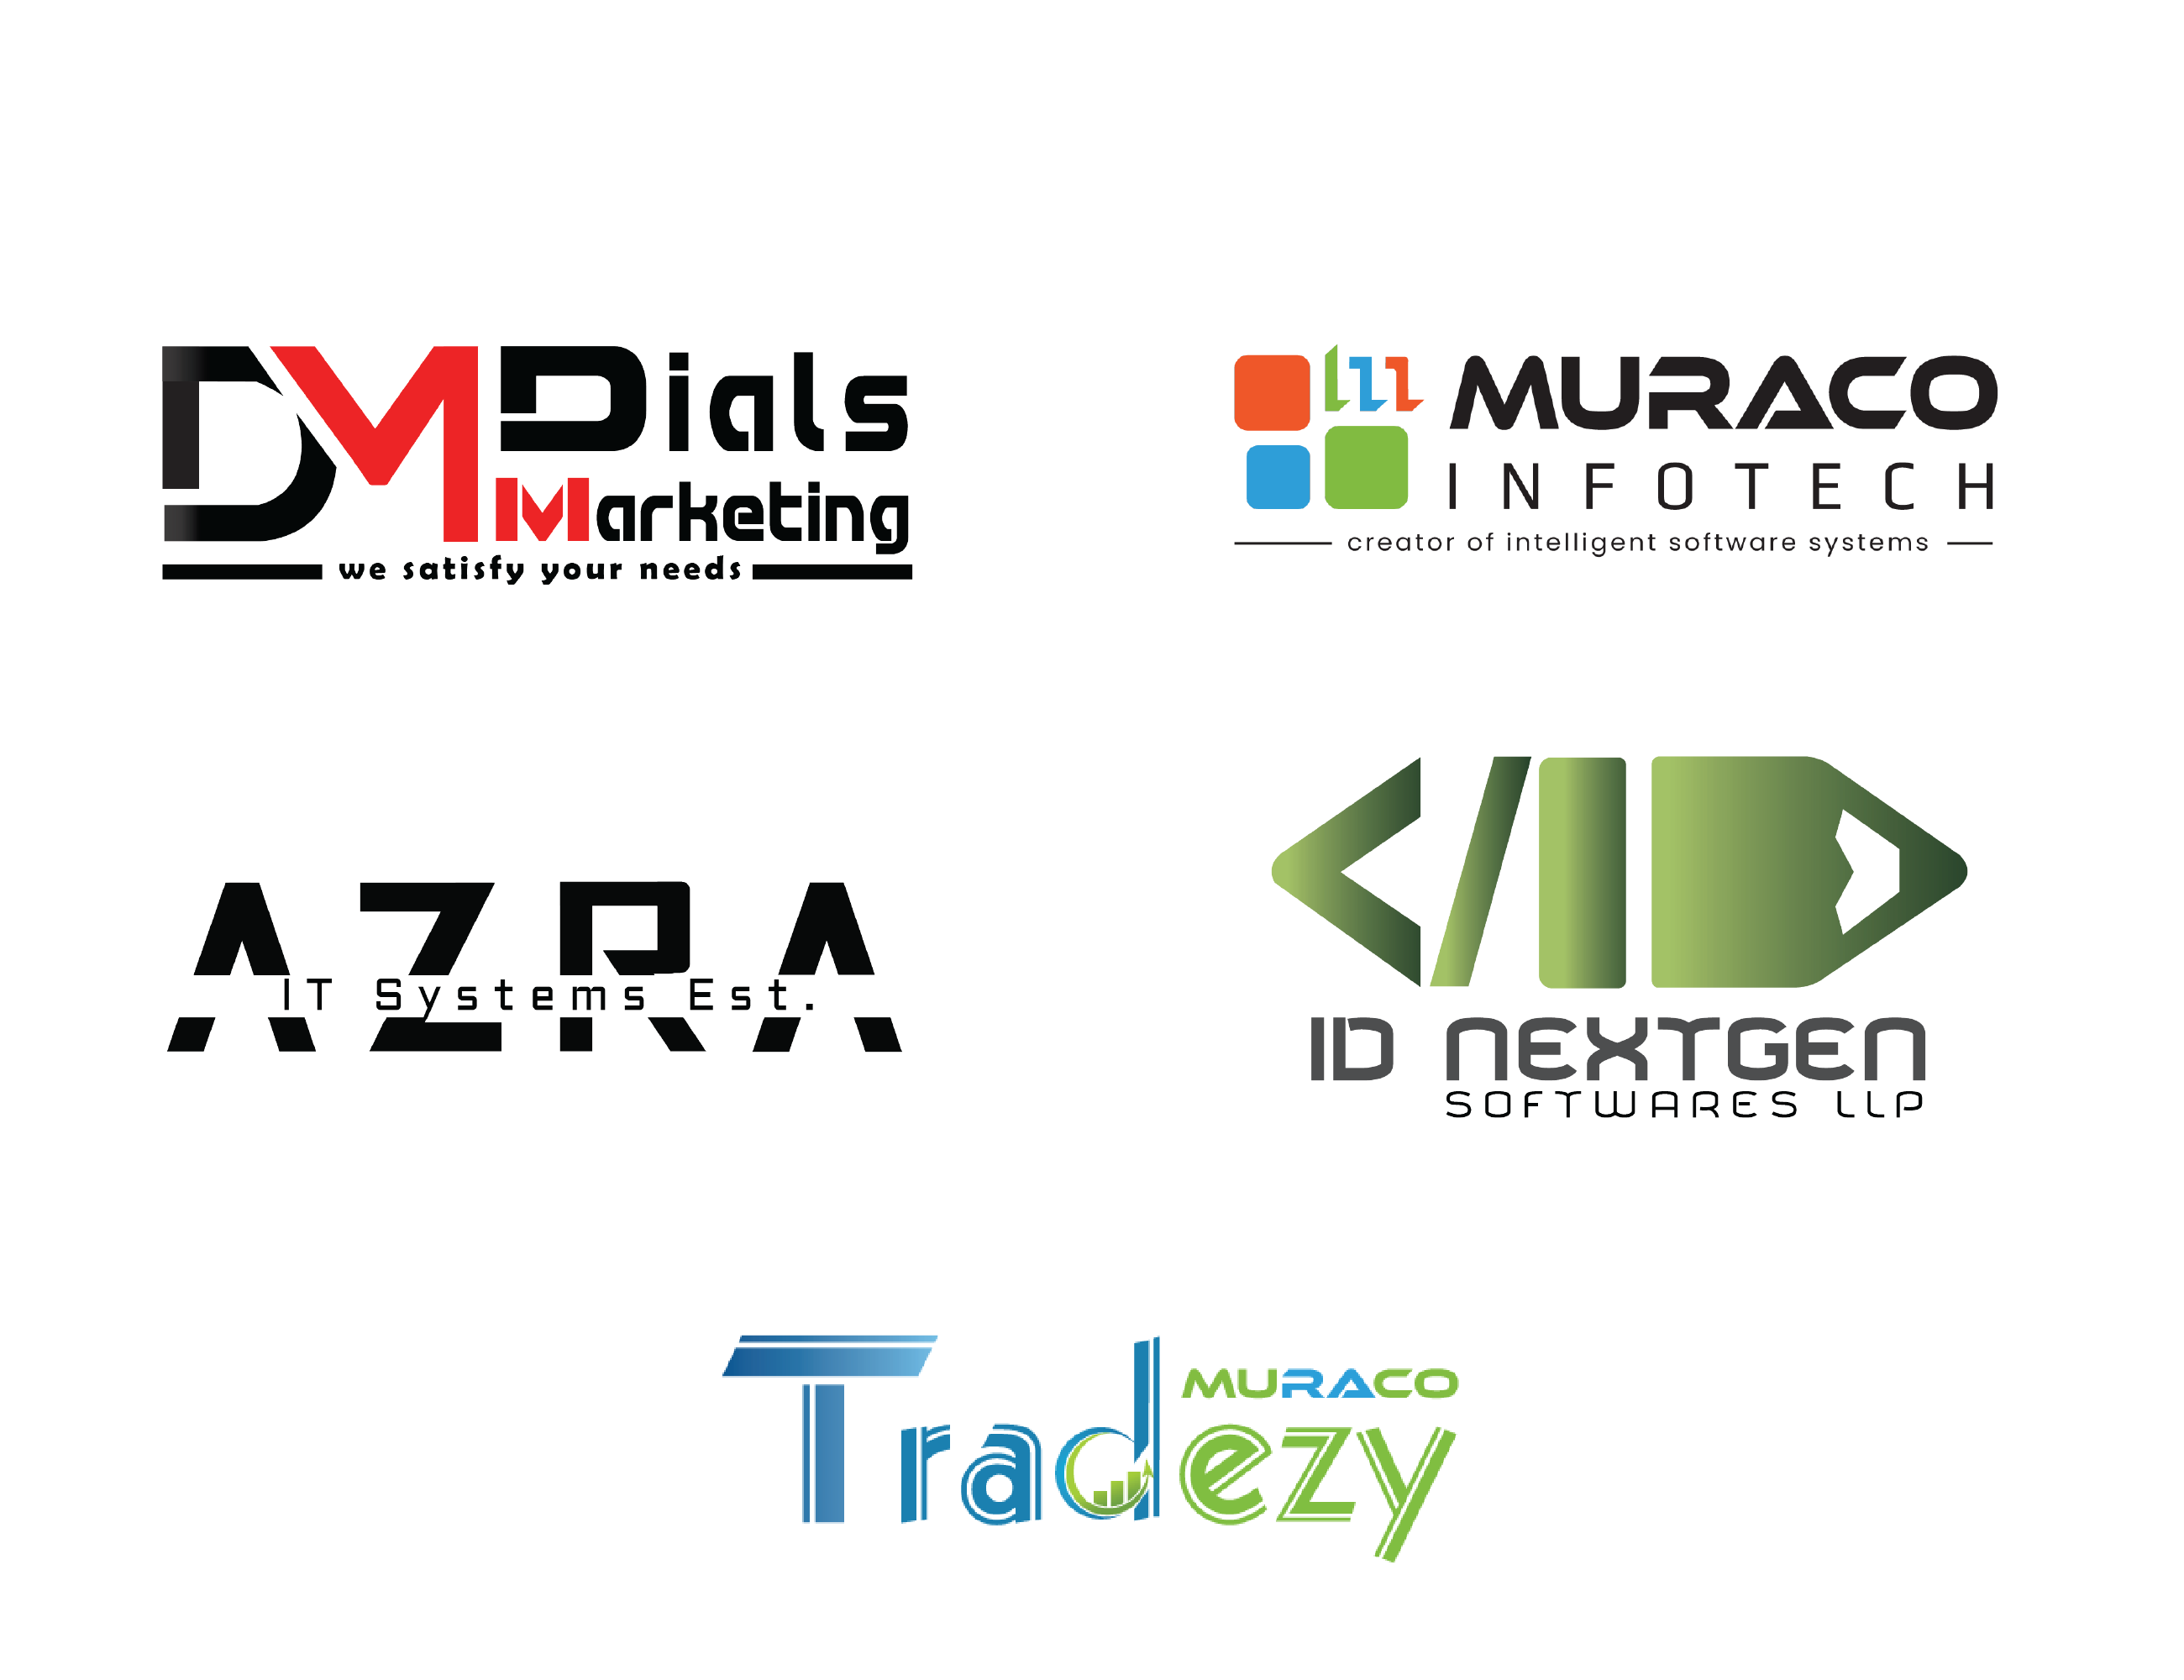 DM Dials
Marketing
we satisfy your needs
m MURACO
INFOTECH
creator of intelligent software systems
AZRA
IT Systems Est.
</ID
ID NEXTGEN
SOFTWARES LLP
MURACO
Tradezy